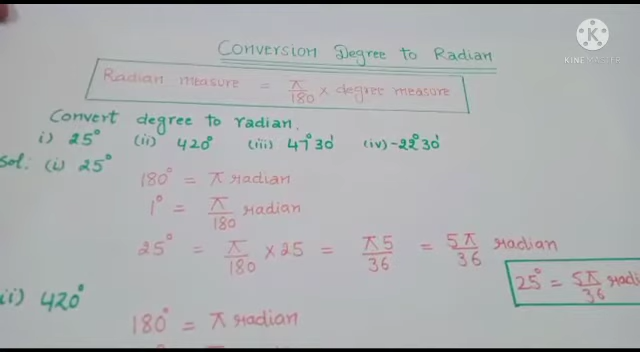 Conversion Degree to Radian
KINEMASTER
Radian measure = π/180 × degree measure
Convert degree to radian.
i) 25° (ii) 420° (iii) 47°30' (iv) -22°30'
Sol: (i) 25°
180° = π radian
1° = π/180 radian
25° = π/180 × 25 = π5/36 = 5π/36 radian
25° = 5π/36 radi
ii) 420°
180° = π radian